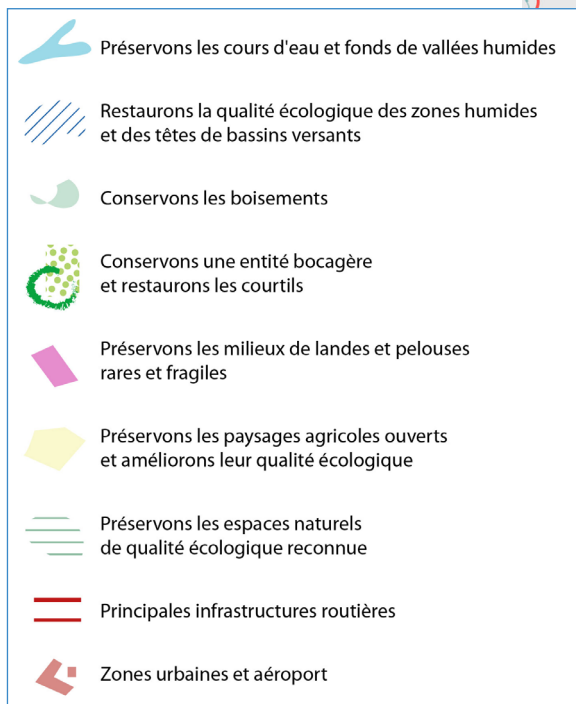 Préservons les cours d'eau et fonds de vallées humides
Restaurons la qualité écologique des zones humides
et des têtes de bassins versants
Conservons les boisements
Conservons une entité bocagère
et restaurons les courtils
Préservons les milieux de landes et pelouses
rares et fragiles
Préservons les paysages agricoles ouverts
et améliorons leur qualité écologique
Préservons les espaces naturels
de qualité écologique reconnue
Principales infrastructures routières
Zones urbaines et aéroport